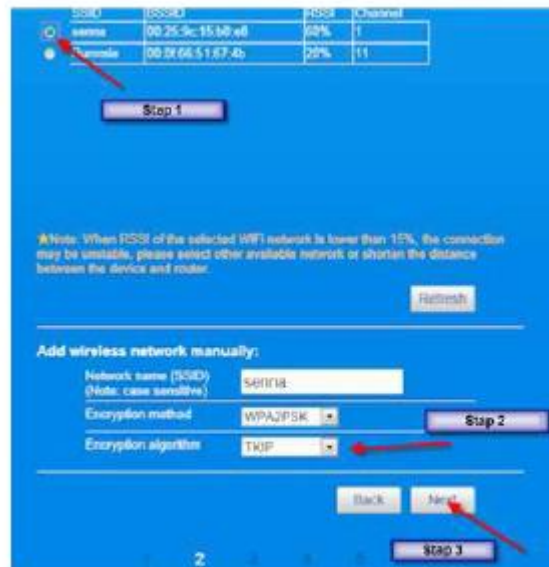 SSID BSSID RSSI Channel
senna 00:25:9c:15:b8:e8 60% 1
00:0f:66:51:67:4b 20% 11
Stap 1
Note: When RSSI of the selected WIFI network is lower than 15%, the connection
may be unstable, please select other available network or shorten the distance
between the device and router.
Refresh
Add wireless network manually:
Network name (SSID) senna
(Note: case sensitive)
Encryption method WPA2PSK
Stap 2
Encryption algorithm TKIP
Back Next
Stap 3
2